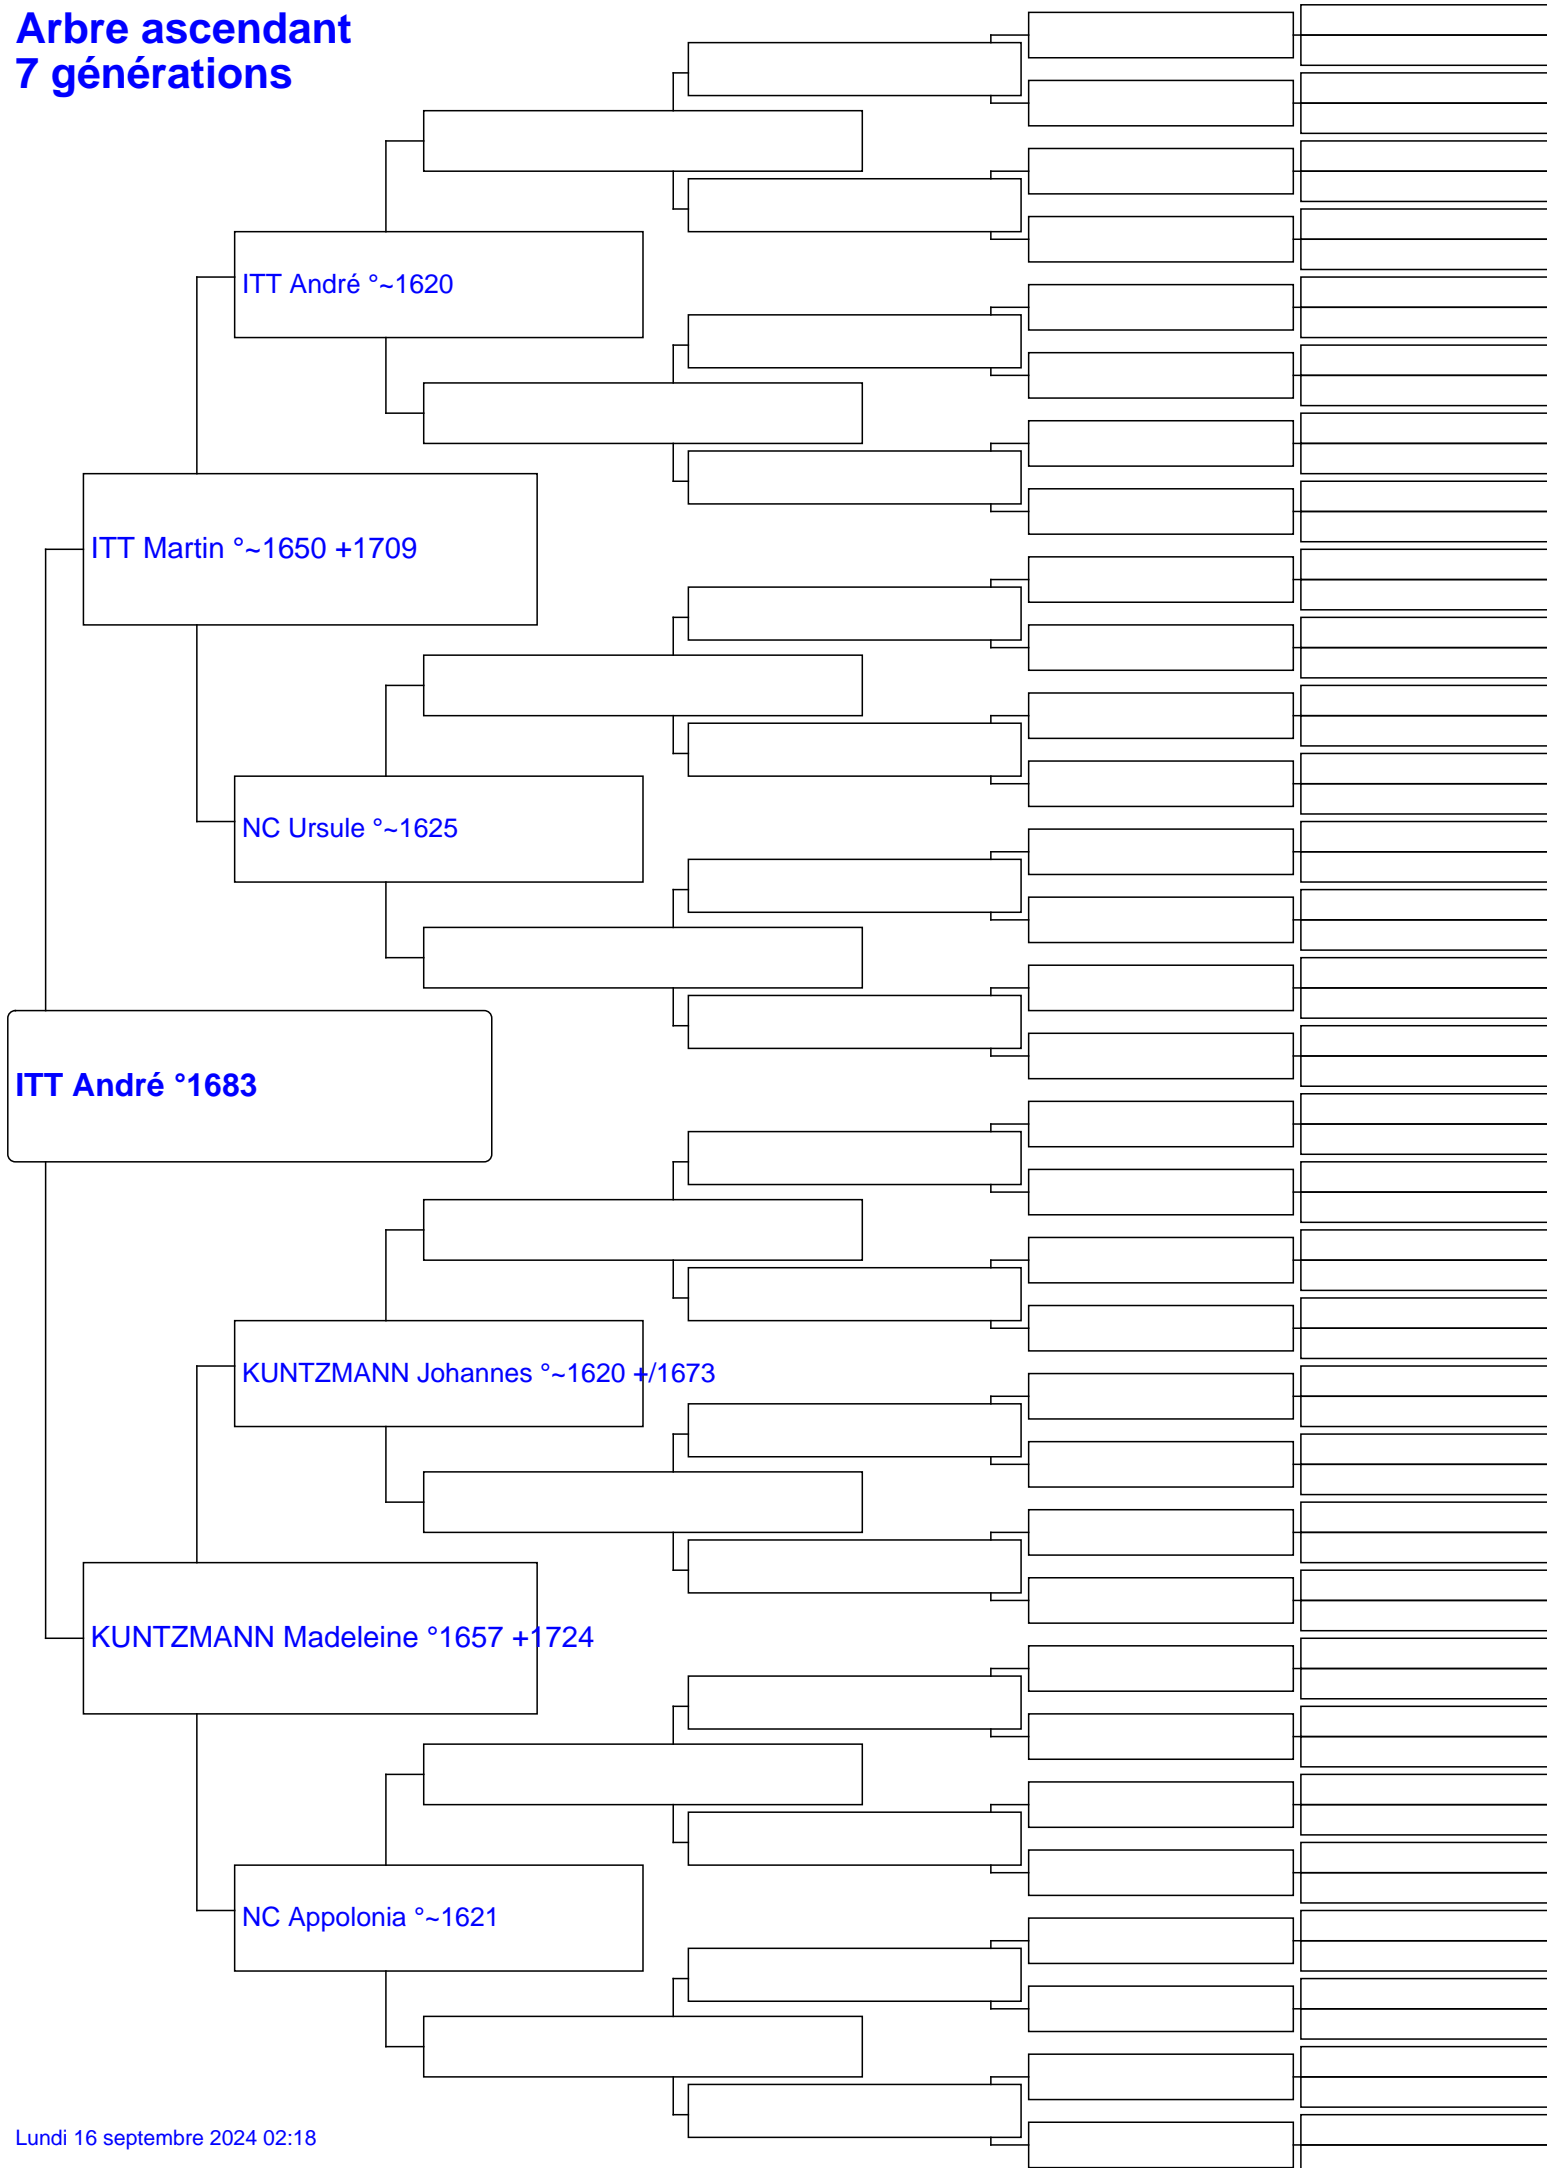 Arbre ascendant
7 générations
ITT André °~1620
ITT Martin °~1650 +1709
NC Ursule °~1625
ITT André °1683
KUNTZMANN Johannes °~1620 +/1673
KUNTZMANN Madeleine °1657 +1724
NC Appolonia °~1621
Lundi 16 septembre 2024 02:18